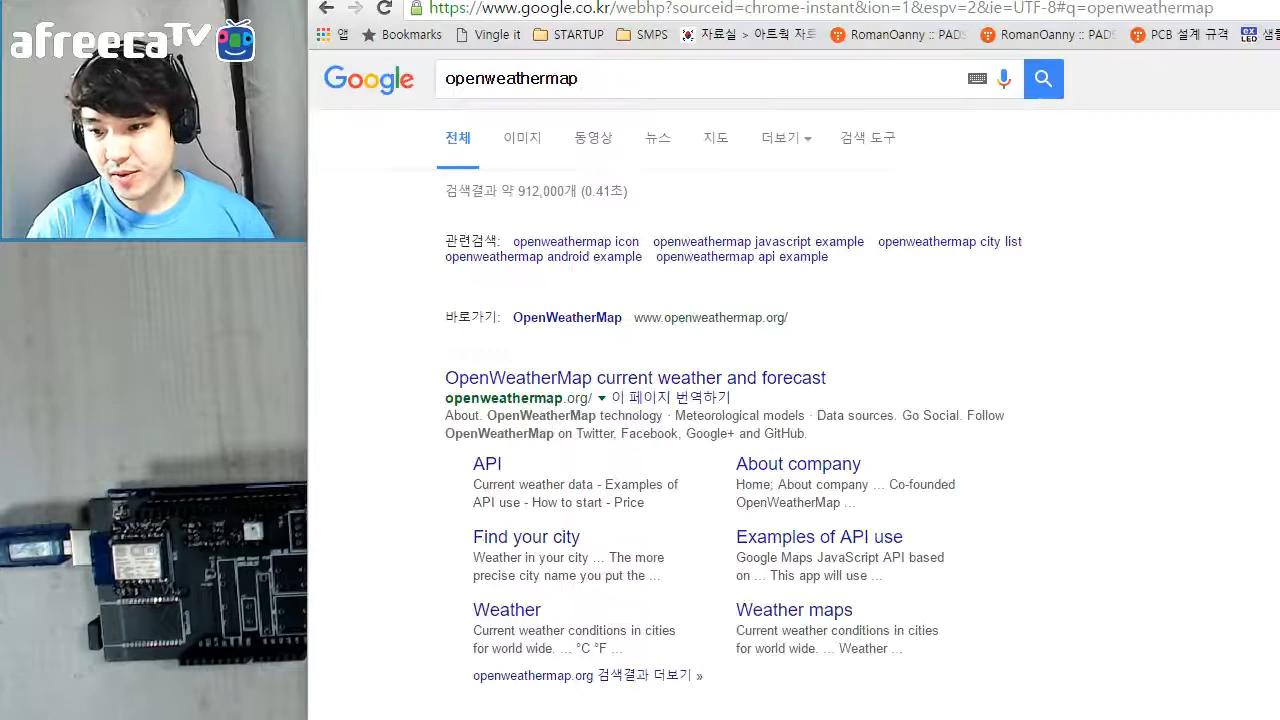 afreecaTV
https://www.google.co.kr/webhp?sourceid=chrome-instant&ion=1&espv=2&ie=UTF-8#q=openweathermap
앱 Bookmarks Vingle it STARTUP SMPS 자료실 > 아트웍 자료 RomanOanny :: PADS RomnOanny :: PADS PCB 설계 규격 샘플
Google openweathermap
전체 이미지 동영상 뉴스 지도 더보기 검색 도구
검색결과 약 912,000개 (0.41초)
관련검색: openweathermap icon openweathermap javascript example openweathermap city list
openweathermap android example openweathermap api example
바로가기: OpenWeatherMap www.openweathermap.org/
OpenWeatherMap current weather and forecast
openweathermap.org/ 이 페이지 번역하기
About. OpenWeatherMap technology · Meteorological models · Data sources. Go Social. Follow
OpenWeatherMap on Twitter, Facebook, Google+ and GitHub.
API
Current weather data - Examples of
API use - How to start - Price
About company
Home; About company ... Co-founded
OpenWeatherMap ...
Find your city
Weather in your city ... The more
precise city name you put the ...
Examples of API use
Google Maps JavaScript API based
on ... This app will use ...
Weather
Current weather conditions in cities
for world wide. ... °C °F ...
Weather maps
Current weather conditions in cities
for world wide. ... Weather ...
openweathermap.org 검색결과 더보기 »